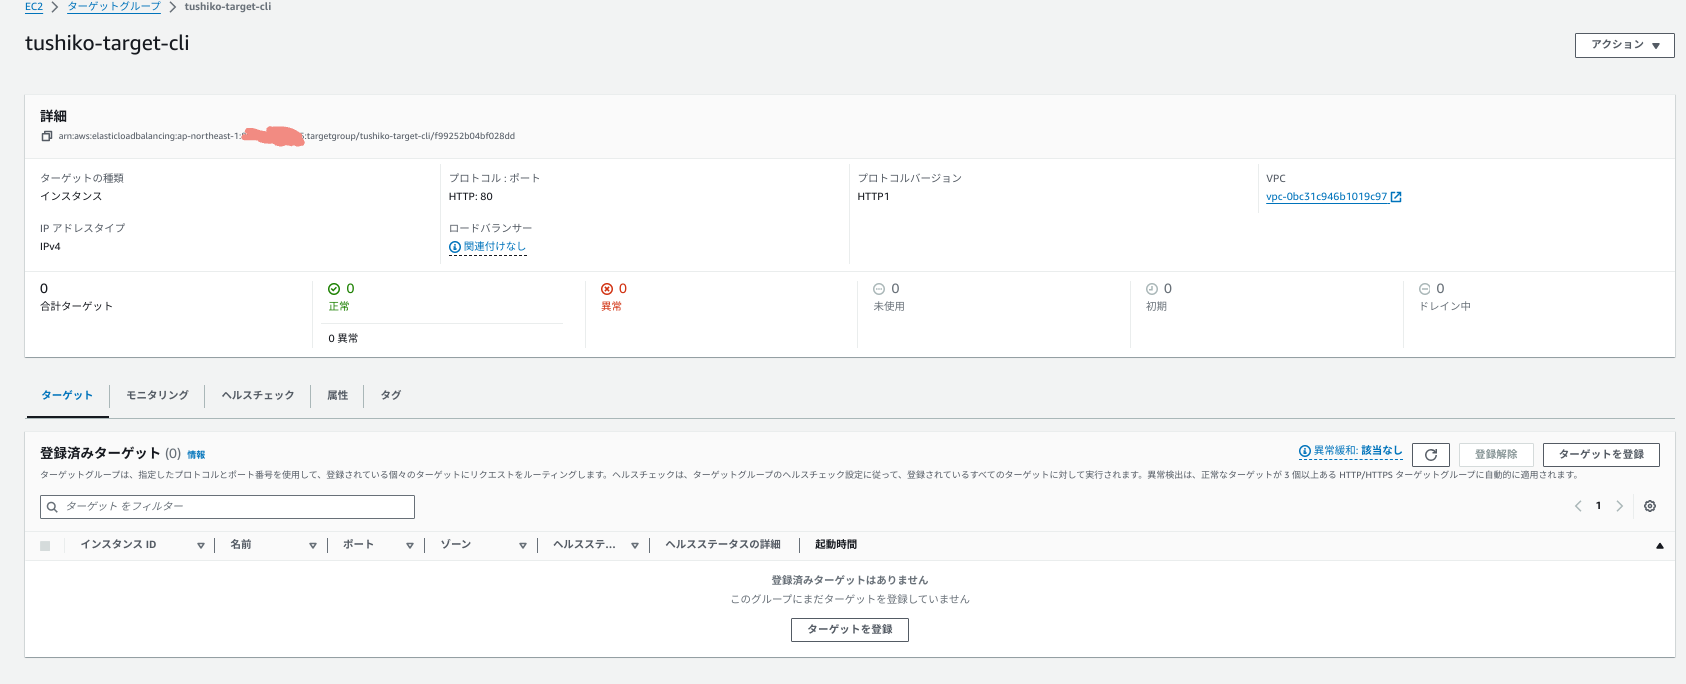 EC2 > ターゲットグループ > tushiko-target-cli
tushiko-target-cli
アクション
詳細
arn:aws:elasticloadbalancing:ap-northeast-1: :targetgroup/tushiko-target-cli/f99252b04bf028dd
ターゲットの種類
インスタンス
プロトコル : ポート
HTTP: 80
プロトコルバージョン
HTTP1
VPC
vpc-0bc31c946b1019c97
IP アドレスタイプ
IPv4
ロードバランサー
関連付けなし
0
合計ターゲット
0
正常
0 異常
0
異常
0
未使用
0
初期
0
ドレイン中
ターゲット
モニタリング
ヘルスチェック
属性
タグ
登録済みターゲット (0) 情報
異常緩和: 該当なし
登録解除
ターゲットを登録
ターゲットグループは、指定したプロトコルとポート番号を使用して、登録されている個々のターゲットにリクエストをルーティングします。ヘルスチェックは、ターゲットグループのヘルスチェック設定に従って、登録されているすべてのターゲットに対して実行されます。異常検出は、正常なターゲットが 3 個以上ある HTTP/HTTPS ターゲットグループに自動的に適用されます。
ターゲット をフィルター
1
インスタンス ID
名前
ポート
ゾーン
ヘルスステ...
ヘルスステータスの詳細
起動時間
登録済みターゲットはありません
このグループにまだターゲットを登録していません
ターゲットを登録